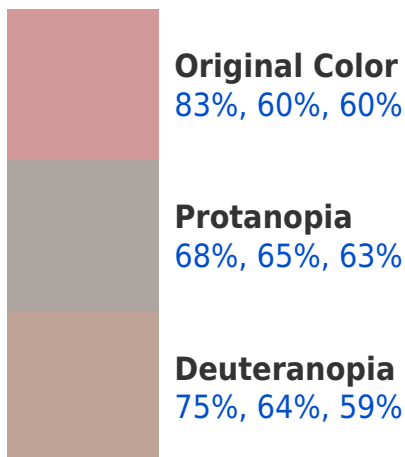 Original Color
83%, 60%, 60%
Protanopia
68%, 65%, 63%
Deuteranopia
75%, 64%, 59%